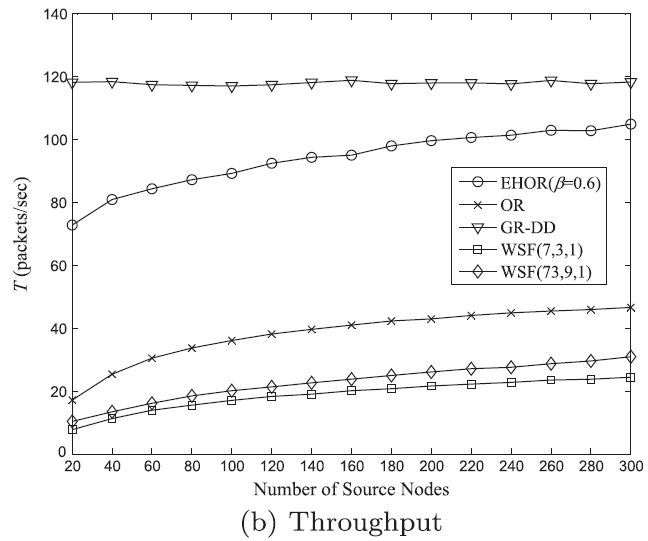 140
120
100
80
60
40
20
0
T (packets/sec)
EHOR(β=0.6)
OR
GR-DD
WSF(7,3,1)
WSF(73,9,1)
20 40 60 80 100 120 140 160 180 200 220 240 260 280 300
Number of Source Nodes
(b) Throughput